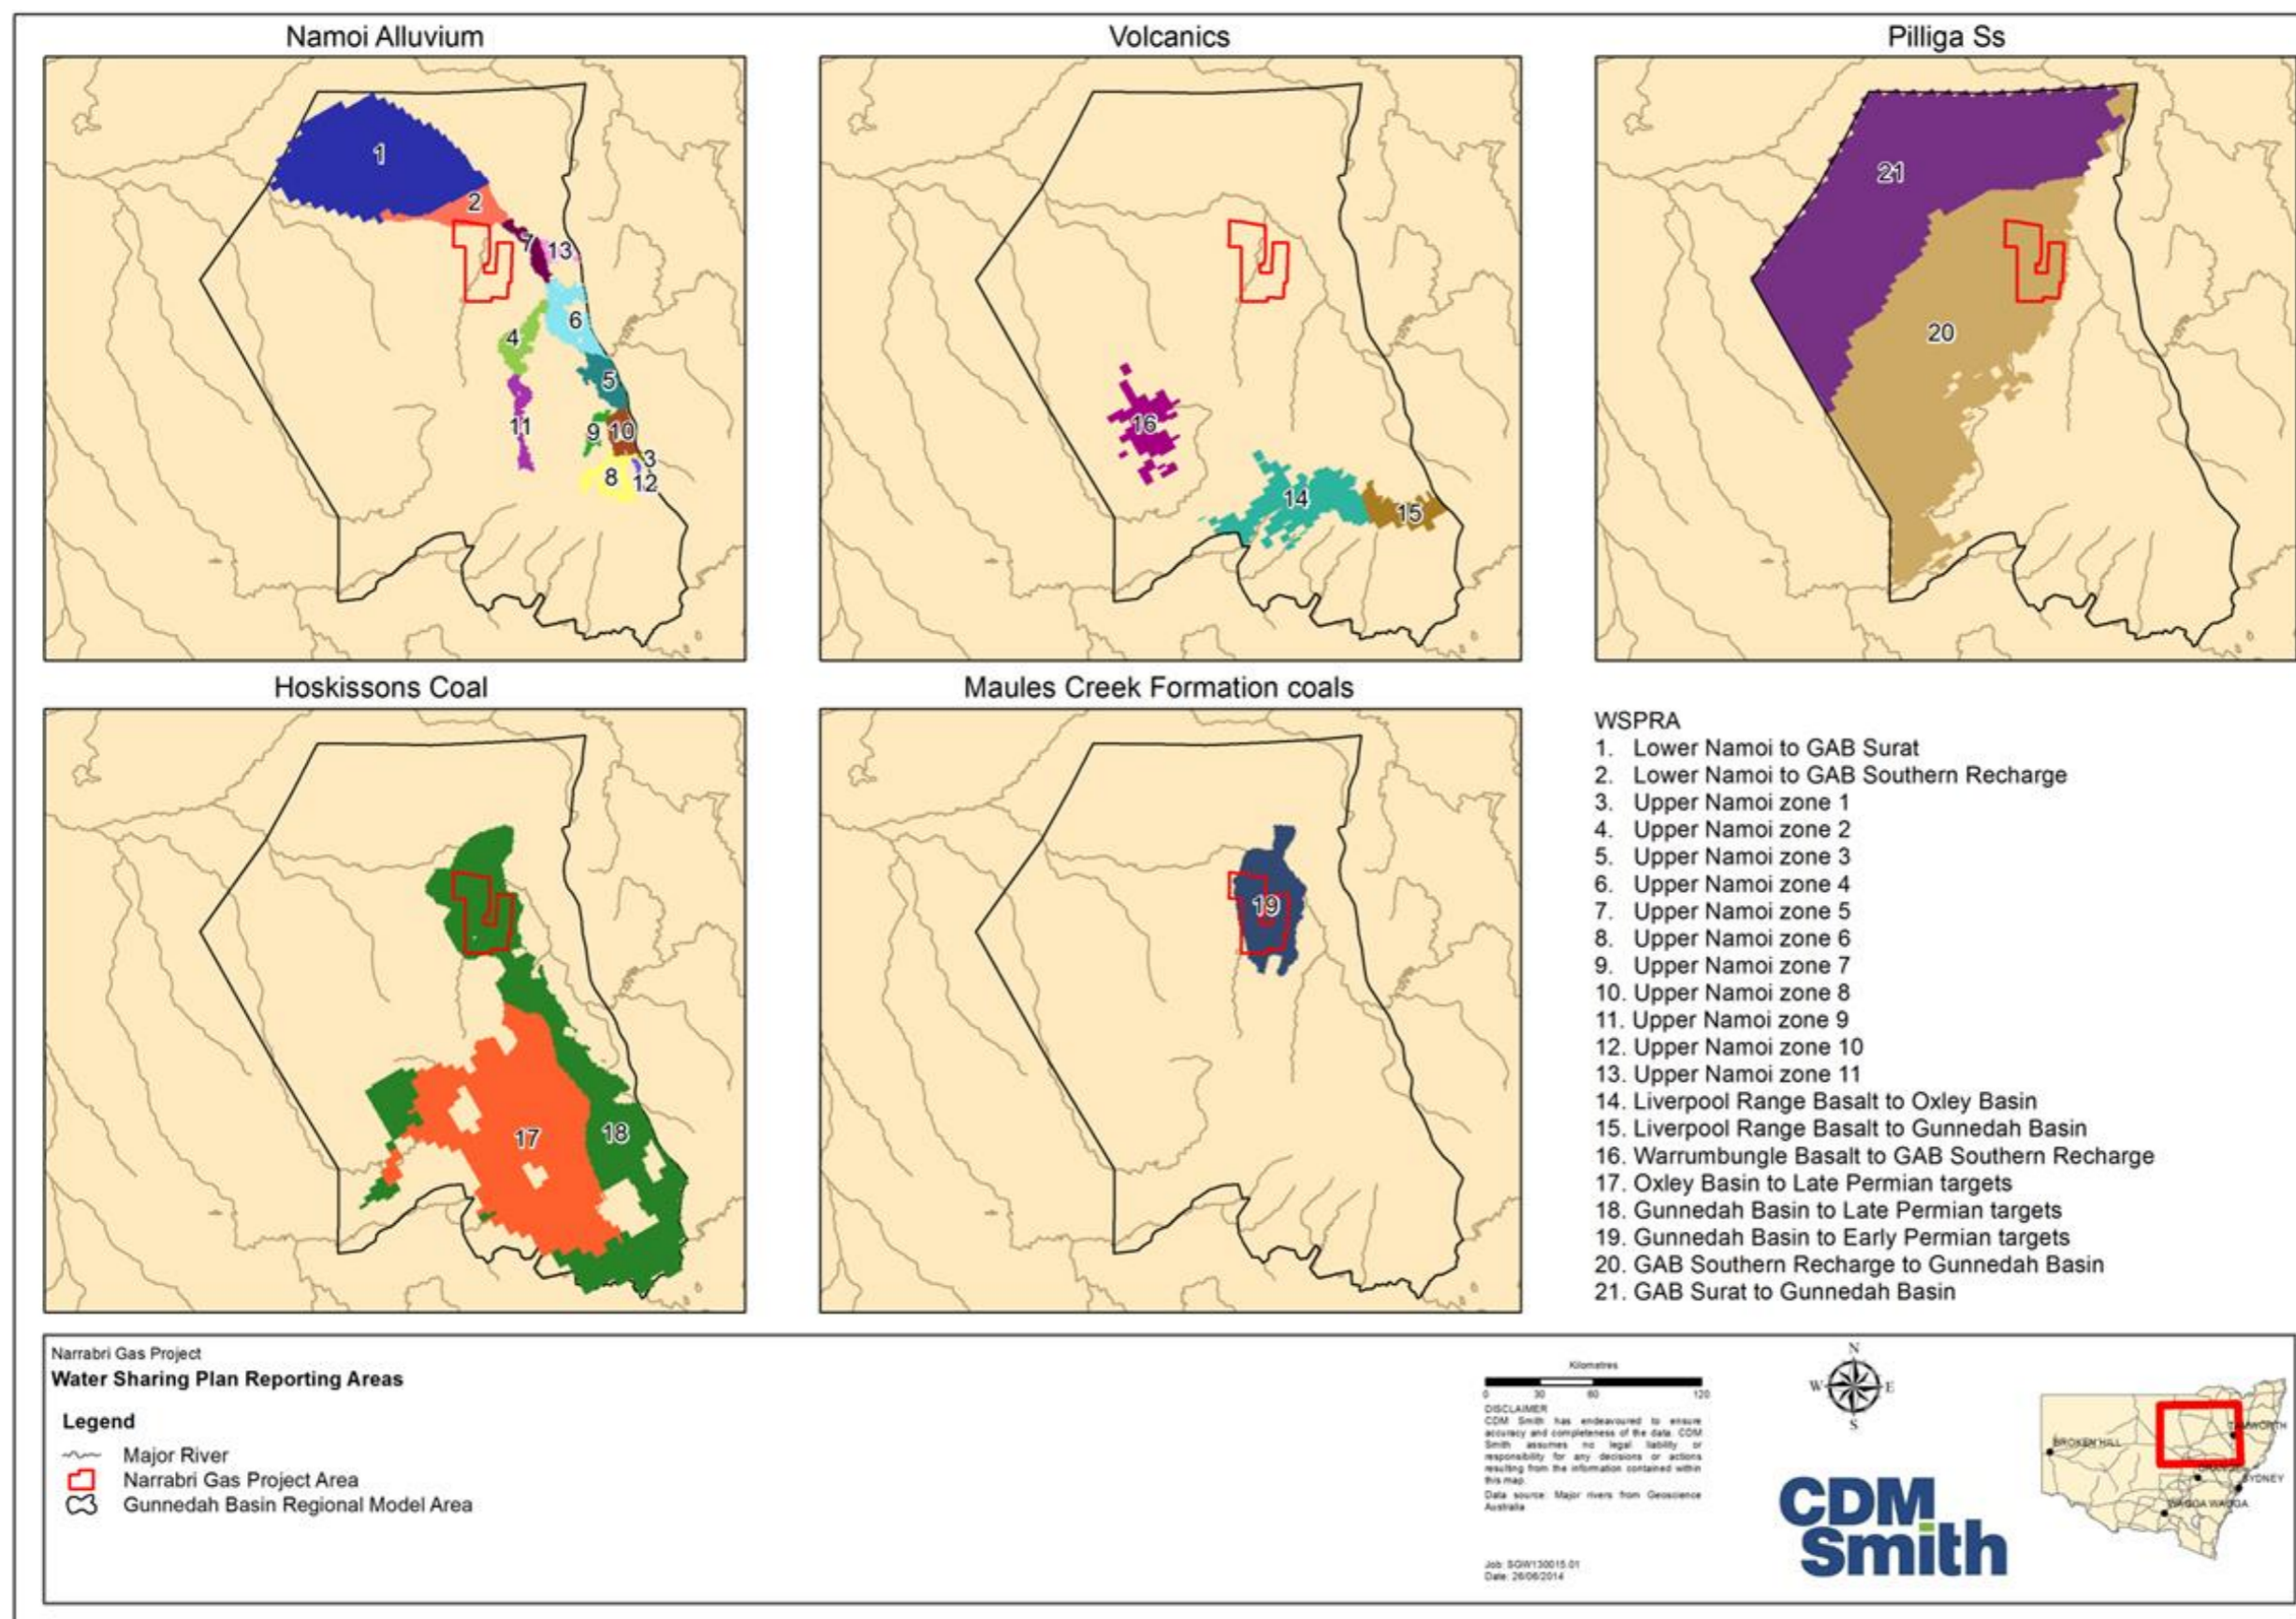 Namoi Alluvium
Volcanics
Pilliga Ss
1
2
7
13
6
4
5
11
9
10
3
8
12
16
14
15
21
20
Hoskissons Coal
Maules Creek Formation coals
17
18
19
WSPRA
1. Lower Namoi to GAB Surat
2. Lower Namoi to GAB Southern Recharge
3. Upper Namoi zone 1
4. Upper Namoi zone 2
5. Upper Namoi zone 3
6. Upper Namoi zone 4
7. Upper Namoi zone 5
8. Upper Namoi zone 6
9. Upper Namoi zone 7
10. Upper Namoi zone 8
11. Upper Namoi zone 9
12. Upper Namoi zone 10
13. Upper Namoi zone 11
14. Liverpool Range Basalt to Oxley Basin
15. Liverpool Range Basalt to Gunnedah Basin
16. Warrumbungle Basalt to GAB Southern Recharge
17. Oxley Basin to Late Permian targets
18. Gunnedah Basin to Late Permian targets
19. Gunnedah Basin to Early Permian targets
20. GAB Southern Recharge to Gunnedah Basin
21. GAB Surat to Gunnedah Basin
Narrabri Gas Project
Water Sharing Plan Reporting Areas
Legend
Major River
Narrabri Gas Project Area
Gunnedah Basin Regional Model Area
Kilometres
0 30 60 120
DISCLAIMER
CDM Smith has endeavoured to ensure
accuracy and completeness of the data. CDM
Smith assumes no legal liability or
responsibility for any decisions or actions
resulting from the information contained within
this map.
Data source: Major rivers from Geoscience
Australia
Job: SGW130015.01
Date: 26/06/2014
N
W E
S
CDM
Smith
TAMWORTH
BROKEN HILL
SYDNEY
WAGGA WAGGA